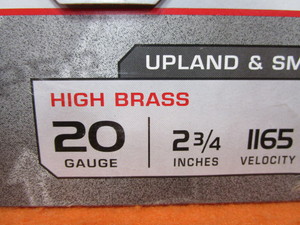 UPLAND & SM
HIGH BRASS
20 2 3/4 1165
GAUGE INCHES VELOCITY